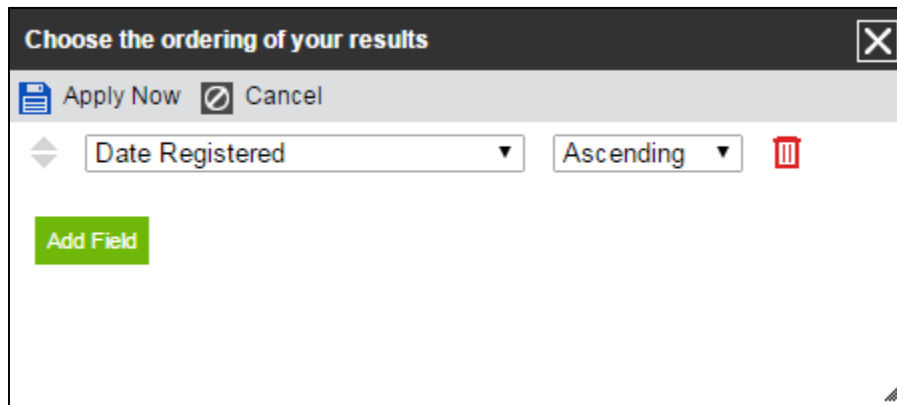 Choose the ordering of your results
Apply Now Cancel
Date Registered Ascending
Add Field